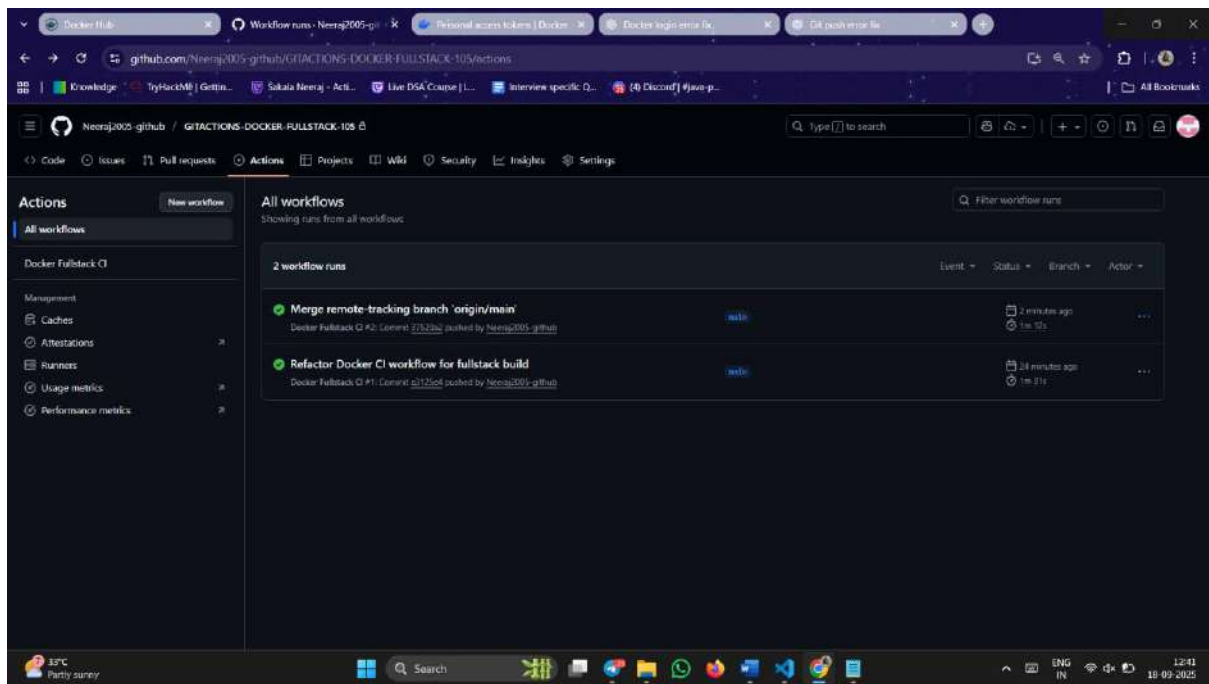 Docker Hub
Workflow runs · Neeraj2005-git
Personal access tokens | Docker
Docker login error fix
Git push error fix
github.com/Neeraj2005-github/GITACTIONS-DOCKER-FULLSTACK-105/actions
Knowledge
TryHackMe | Gettin...
Sakala Neeraj - Acti...
Live DSA Course | L...
Interview specific Q...
(4) Discord | #java-p...
All Bookmarks
Neeraj2005-github / GITACTIONS-DOCKER-FULLSTACK-105
Type / to search
Code
Issues
Pull requests
Actions
Projects
Wiki
Security
Insights
Settings
Actions
New workflow
All workflows
Docker Fullstack CI
Management
Caches
Attestations
Runners
Usage metrics
Performance metrics
All workflows
Showing runs from all workflows
Filter workflow runs
2 workflow runs
Event
Status
Branch
Actor
Merge remote-tracking branch 'origin/main'
Docker Fullstack CI #2: Commit pushed by Neeraj2005-github
main
2 minutes ago
1m 12s
Refactor Docker CI workflow for fullstack build
Docker Fullstack CI #1: Commit pushed by Neeraj2005-github
main
24 minutes ago
1m 31s
33°C
Partly sunny
Search
ENG
IN
12:41
18-09-2025